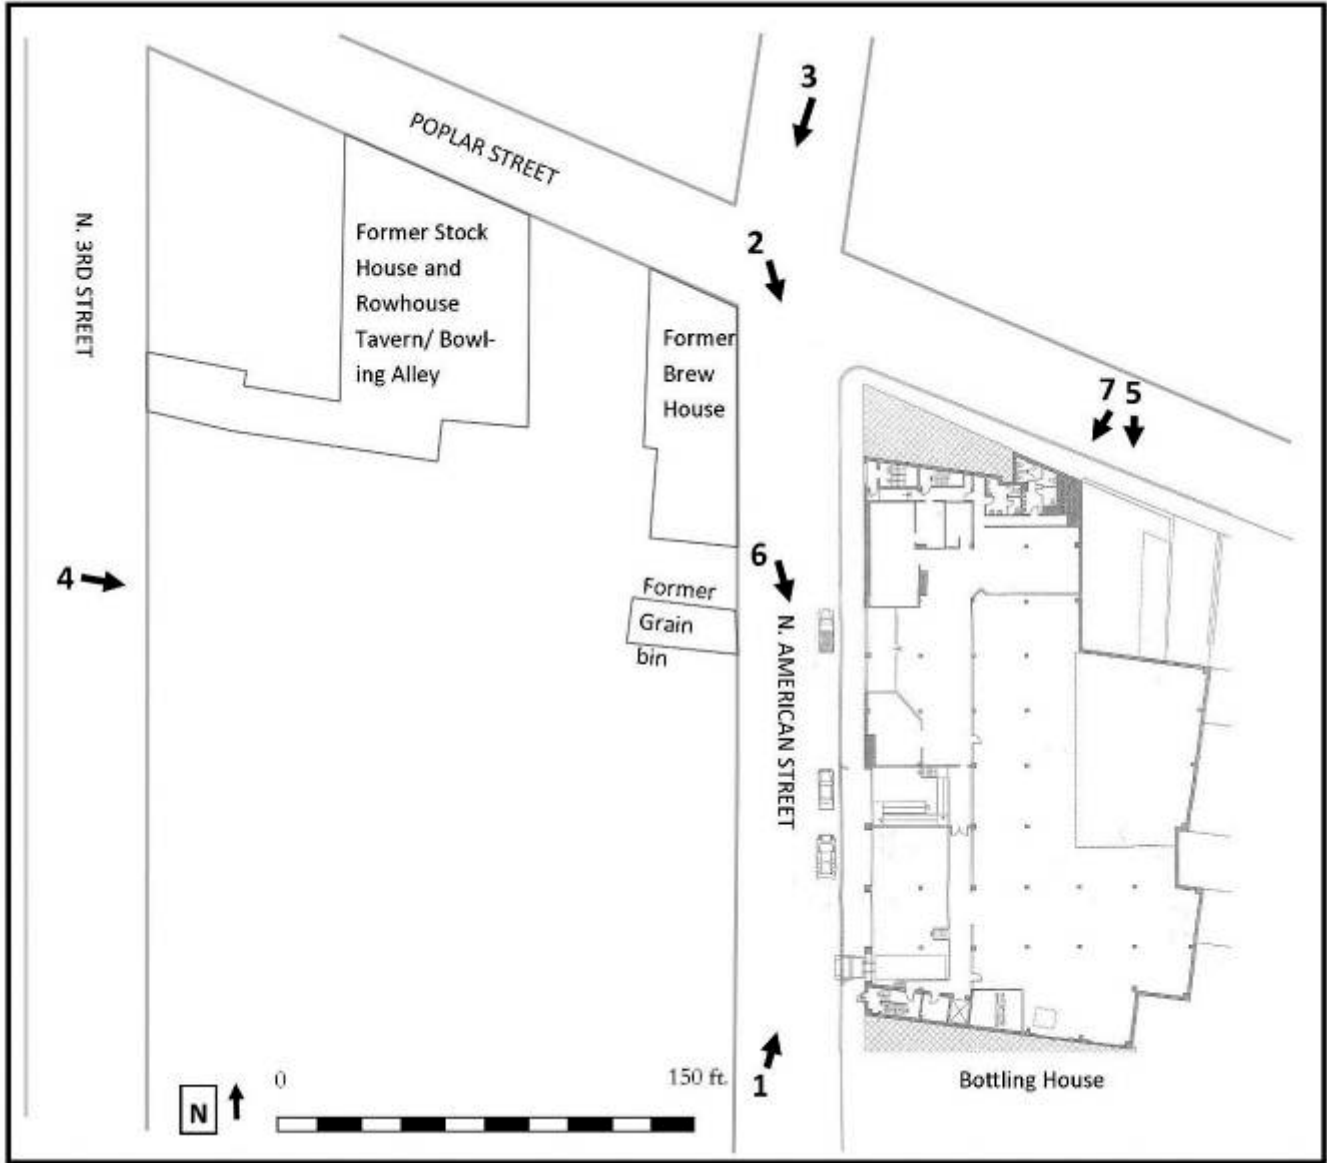 3
POPLAR STREET
2
N. 3RD STREET
Former Stock
House and
Rowhouse
Tavern/ Bowl-
ing Alley
Former
Brew
House
7 5
6
4
Former
Grain
bin
N. AMERICAN STREET
0
150 ft.
1
N
Bottling House